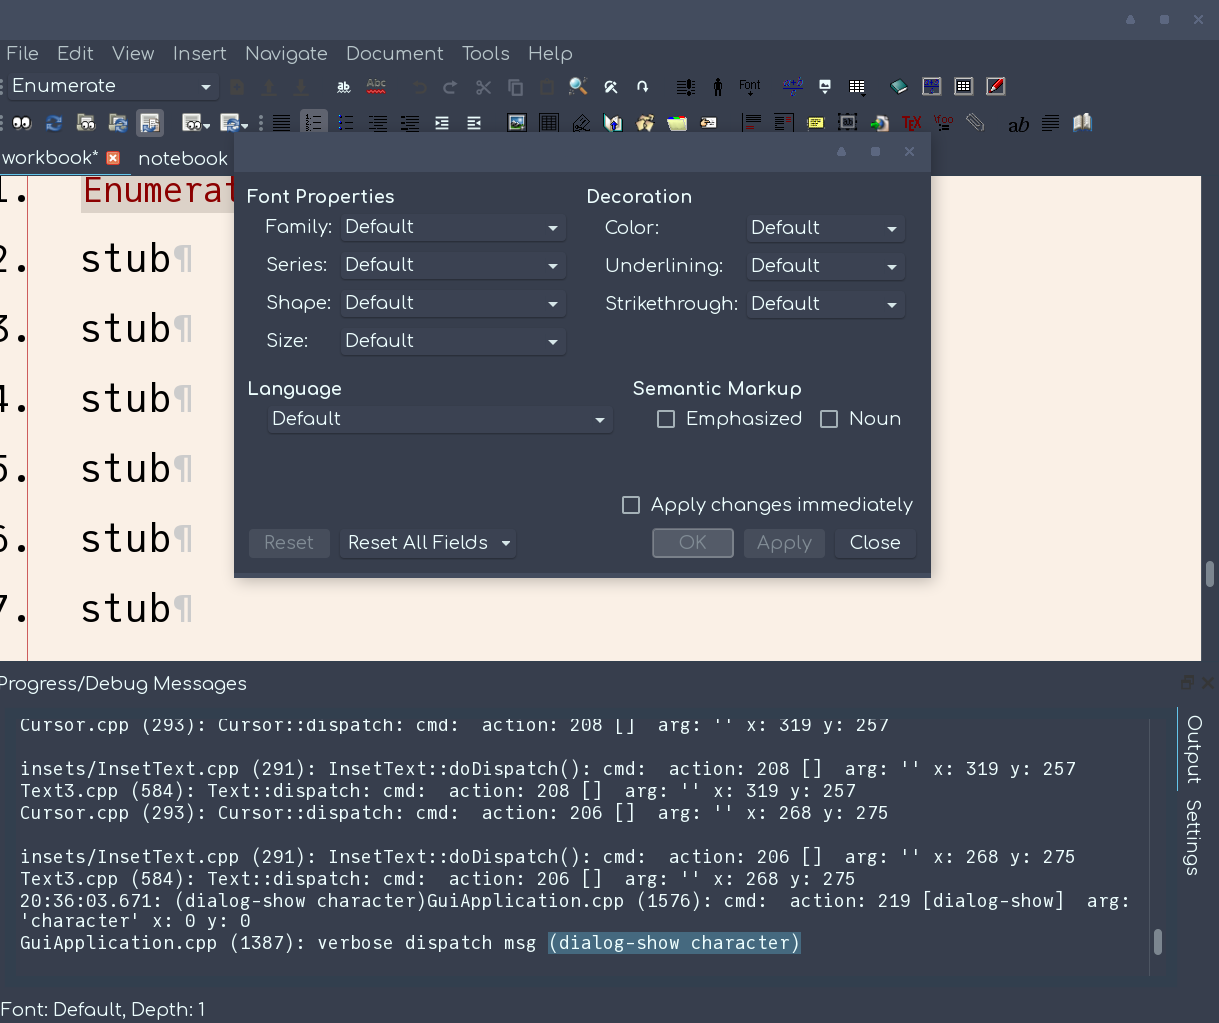 File Edit View Insert Navigate Document Tools Help
Enumerate ab Abc Font
TEX \foo ab
workbook* notebook
1. Enumerat
2. stub¶
3. stub¶
4. stub¶
5. stub¶
6. stub¶
7. stub¶
Font Properties
Family: Default
Series: Default
Shape: Default
Size: Default
Decoration
Color: Default
Underlining: Default
Strikethrough: Default
Language
Default
Semantic Markup
Emphasized Noun
Apply changes immediately
Reset Reset All Fields OK Apply Close
Progress/Debug Messages
Cursor.cpp (293): Cursor::dispatch: cmd:  action: 208 []  arg: '' x: 319 y: 257
insets/InsetText.cpp (291): InsetText::doDispatch(): cmd:  action: 208 []  arg: '' x: 319 y: 257
Text3.cpp (584): Text::dispatch: cmd:  action: 208 []  arg: '' x: 319 y: 257
Cursor.cpp (293): Cursor::dispatch: cmd:  action: 206 []  arg: '' x: 268 y: 275
insets/InsetText.cpp (291): InsetText::doDispatch(): cmd:  action: 206 []  arg: '' x: 268 y: 275
Text3.cpp (584): Text::dispatch: cmd:  action: 206 []  arg: '' x: 268 y: 275
20:36:03.671: (dialog-show character)GuiApplication.cpp (1576): cmd:  action: 219 [dialog-show]  arg:
'character' x: 0 y: 0
GuiApplication.cpp (1387): verbose dispatch msg (dialog-show character)
Output
Settings
Font: Default, Depth: 1